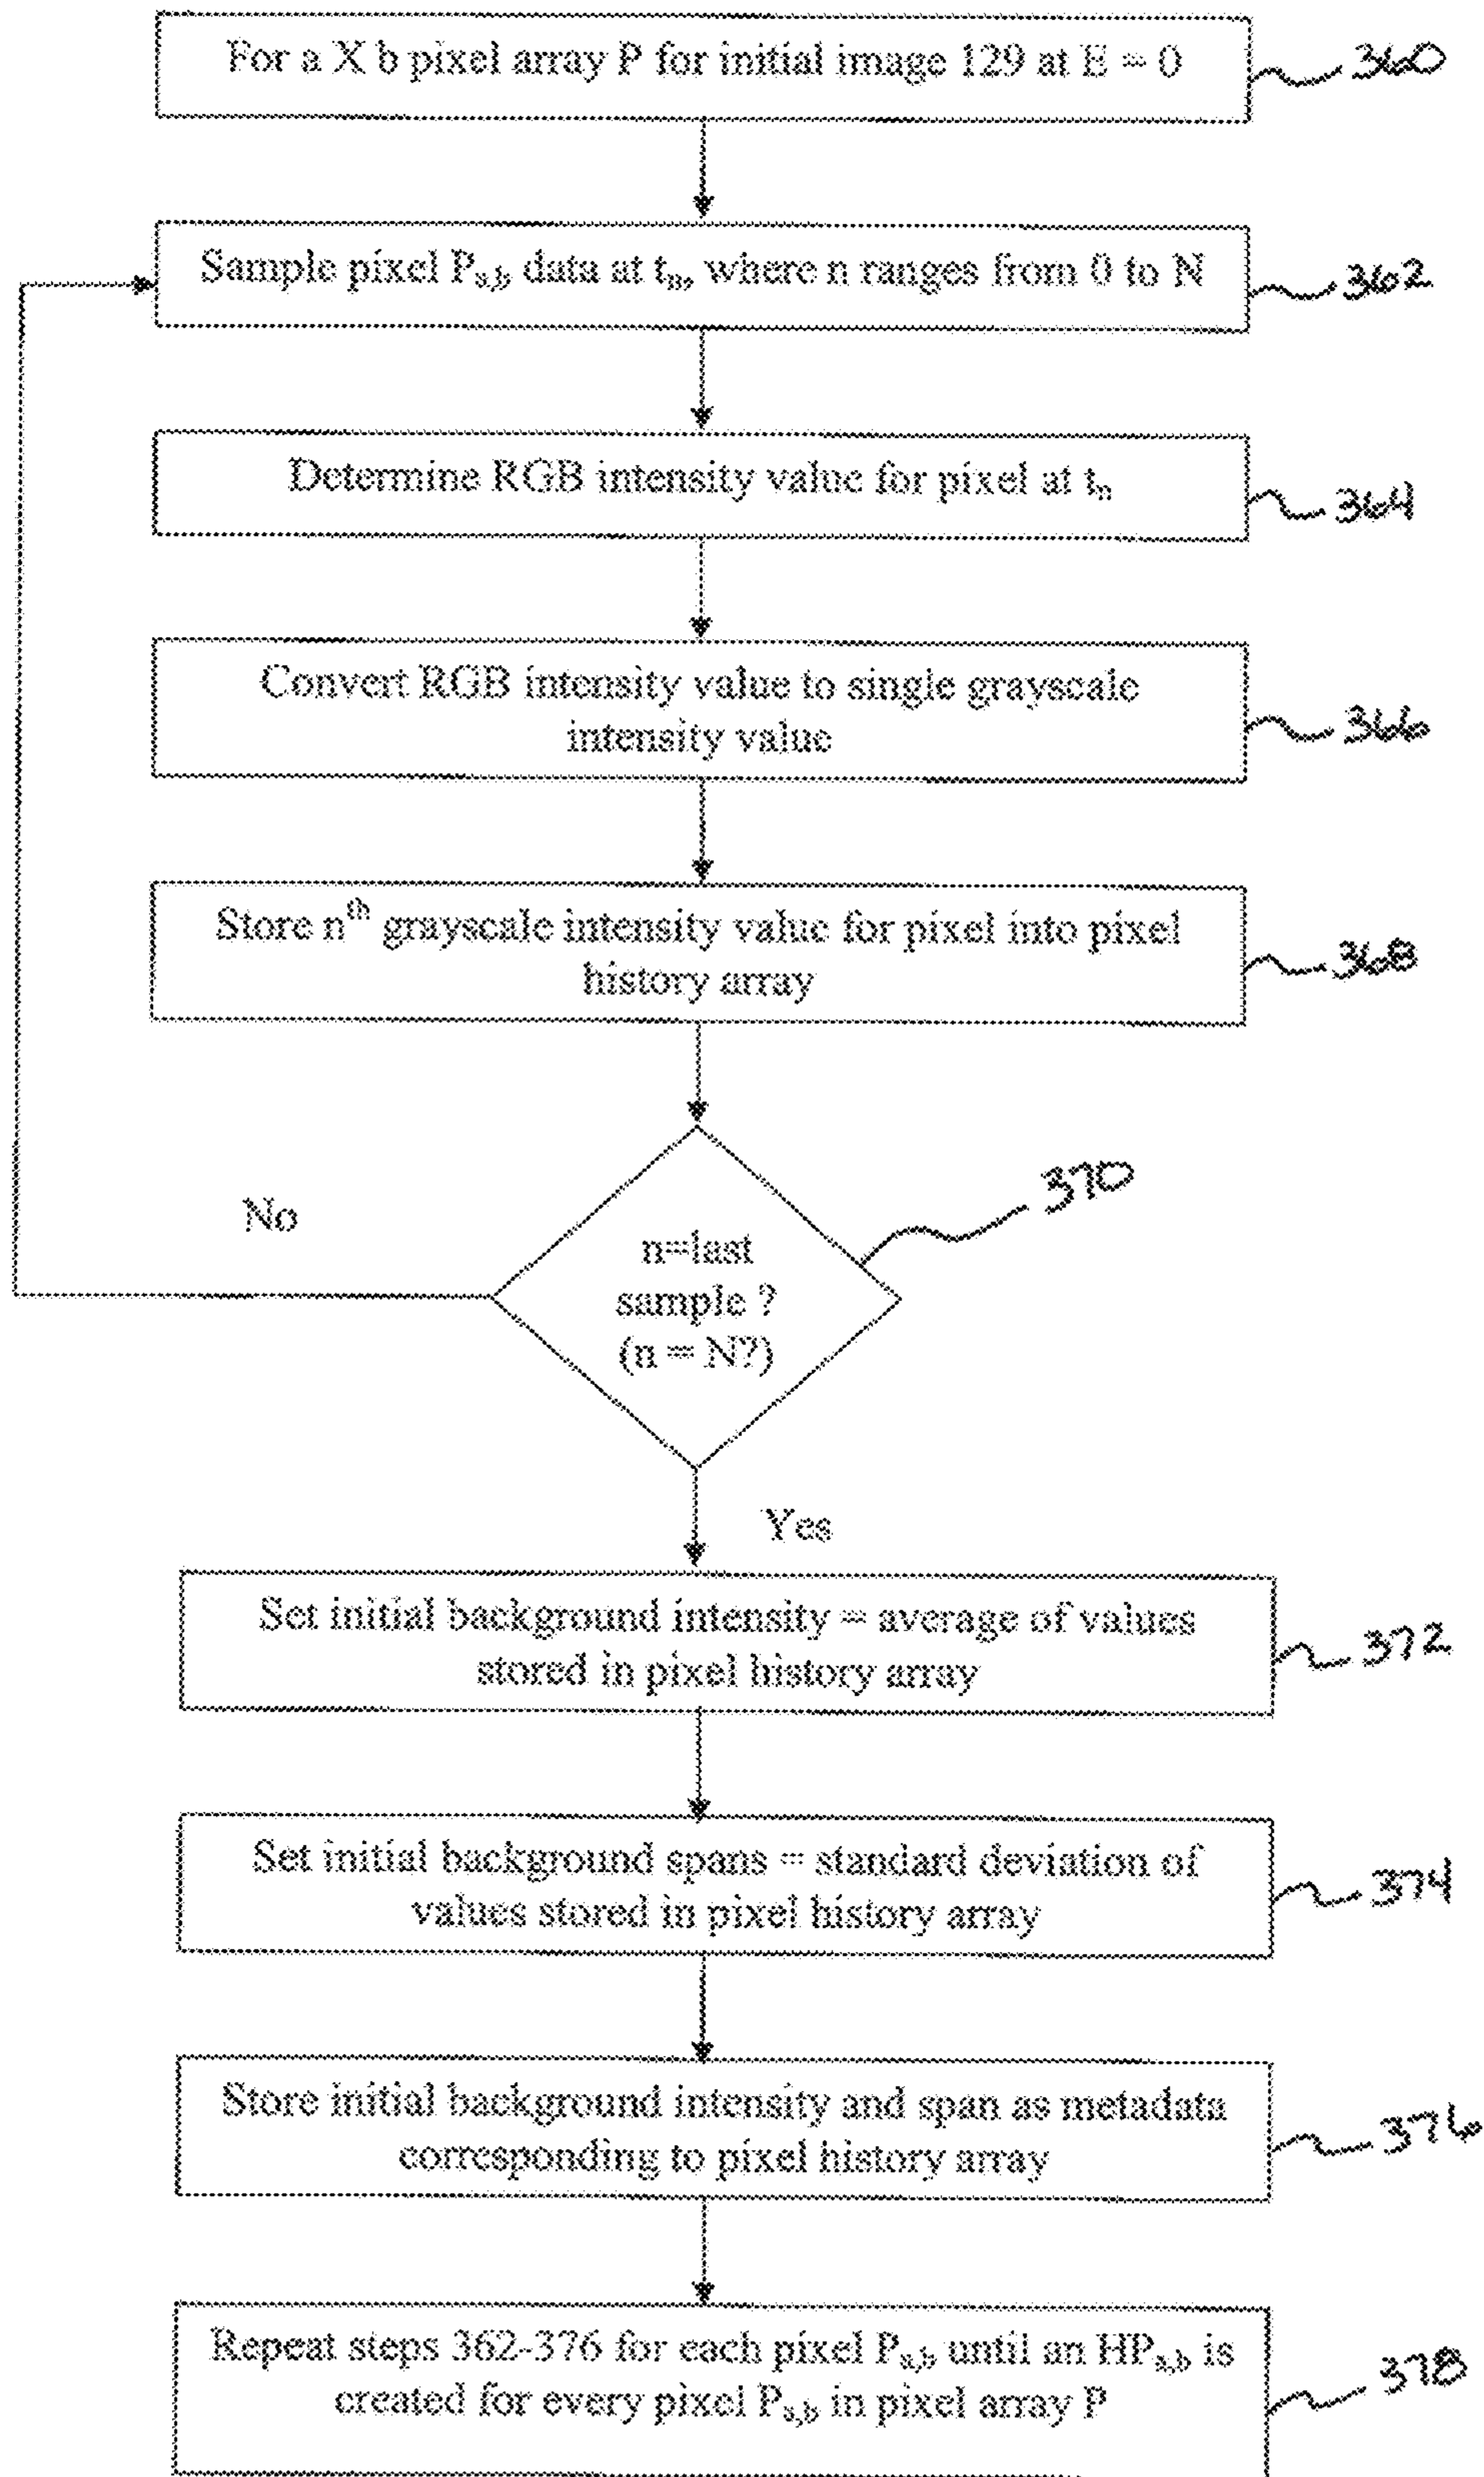 For a X b pixel array P for initial image 129 at E = 0
360
Sample pixel Pa,b data at tn, where n ranges from 0 to N
362
Determine RGB intensity value for pixel at tn
364
Convert RGB intensity value to single grayscale
intensity value
366
Store nth grayscale intensity value for pixel into pixel
history array
368
370
No
n=last
sample ?
(n = N?)
Yes
Set initial background intensity = average of values
stored in pixel history array
372
Set initial background spans = standard deviation of
values stored in pixel history array
374
Store initial background intensity and span as metadata
corresponding to pixel history array
376
Repeat steps 362-376 for each pixel Pa,b until an HPa,b is
created for every pixel Pa,b in pixel array P
378